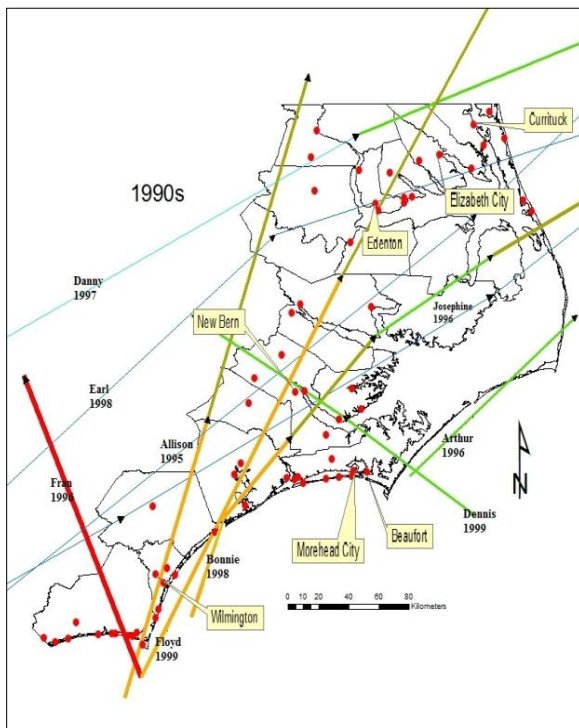 Currituck
1990s
Elizabeth City
Edenton
Danny
1997
New Bern
Josephine
1996
Earl
1998
Allison
1995
Arthur
1996
Fran
1996
N
Dennis
1999
Beaufort
Morehead City
Bonnie
1998
Wilmington
0 10 20 40 60 80
Kilometers
Floyd
1999